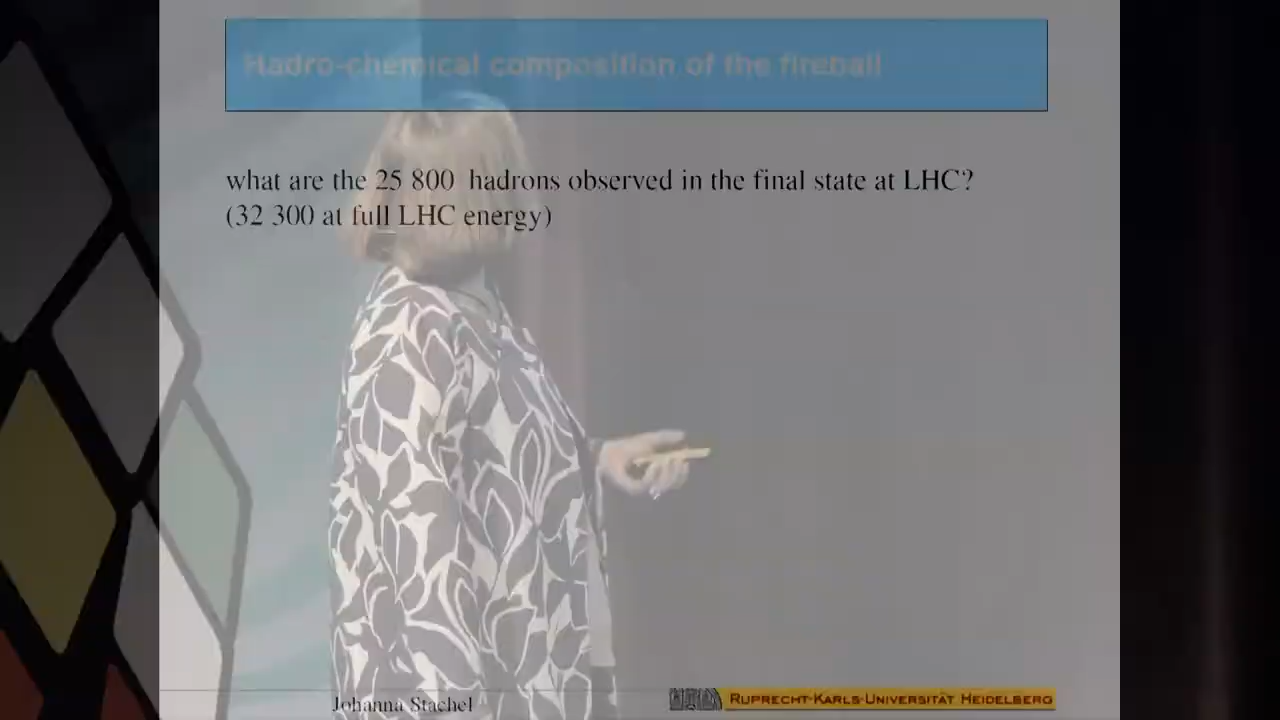 Hadro-chemical composition of the fireball
what are the 25 800 hadrons observed in the final state at LHC?
(32 300 at full LHC energy)
Johanna Stachel
RUPRECHT-KARLS-UNIVERSITÄT HEIDELBERG